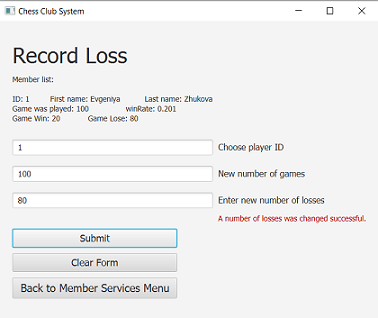 Chess Club System
Record Loss
Member list:
ID: 1 First name: Evgeniya Last name: Zhukova
Game was played: 100 winRate: 0.201
Game Win: 20 Game Lose: 80
1 Choose player ID
100 New number of games
80 Enter new number of losses
A number of losses was changed successful.
Submit
Clear Form
Back to Member Services Menu